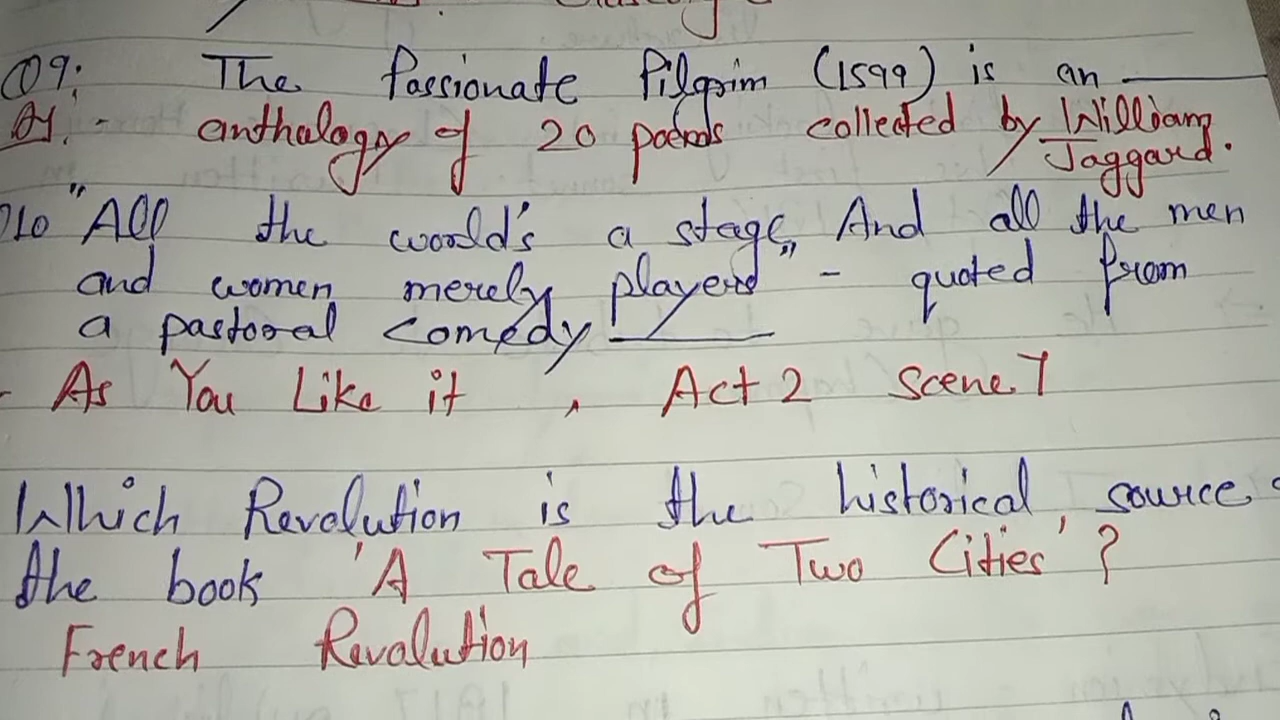 Q9: The Passionate Pilgrim (1599) is an ______
A:- anthology of 20 poems collected by William
Jaggard.
10 "All the world's a stage, And all the men
and women merely players" - quoted from
a pastoral comedy ______
- As You Like it, Act 2 Scene 7
Which Revolution is the historical source
the book 'A Tale of Two Cities'?
French Revolution